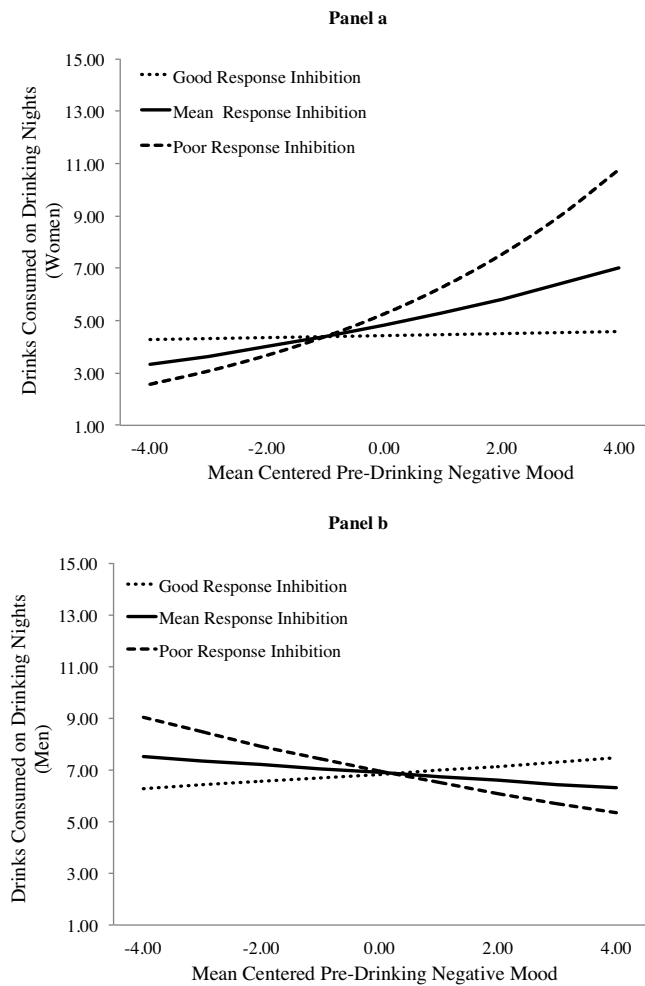 Panel a
Drinks Consumed on Drinking Nights
(Women)
15.00
13.00
11.00
9.00
7.00
5.00
3.00
1.00
Good Response Inhibition
Mean Response Inhibition
Poor Response Inhibition
-4.00 -2.00 0.00 2.00 4.00
Mean Centered Pre-Drinking Negative Mood
Panel b
Drinks Consumed on Drinking Nights
(Men)
15.00
13.00
11.00
9.00
7.00
5.00
3.00
1.00
Good Response Inhibition
Mean Response Inhibition
Poor Response Inhibition
-4.00 -2.00 0.00 2.00 4.00
Mean Centered Pre-Drinking Negative Mood